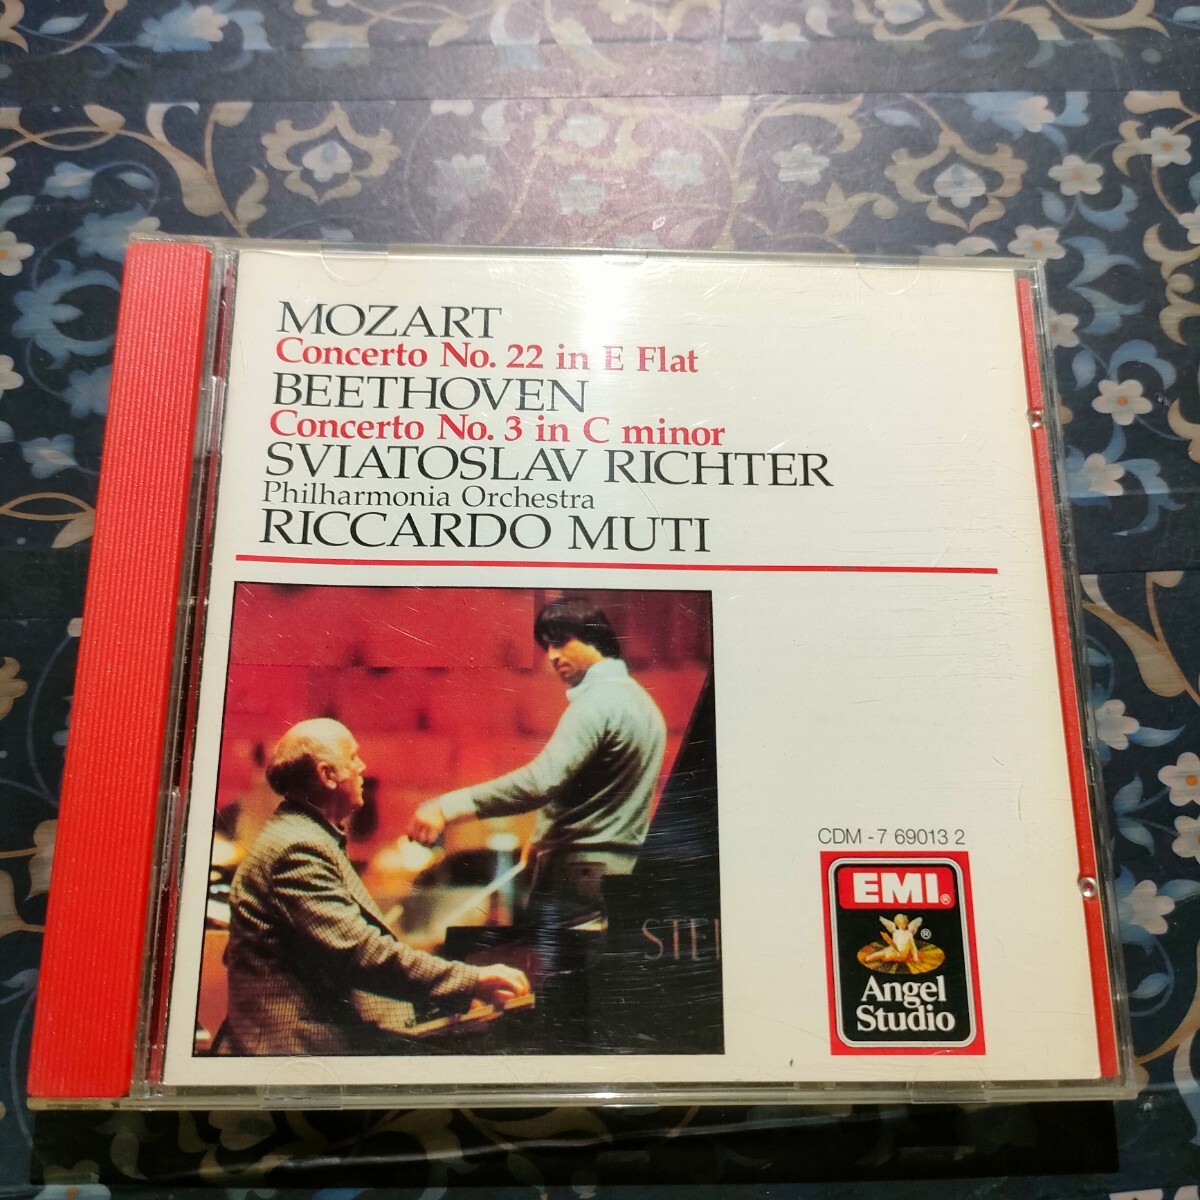 MOZART
Concerto No. 22 in E Flat
BEETHOVEN
Concerto No. 3 in C minor
SVIATOSLAV RICHTER
Philharmonia Orchestra
RICCARDO MUTI
STEI
CDM - 7 69013 2
EMI®
®
Angel
Studio